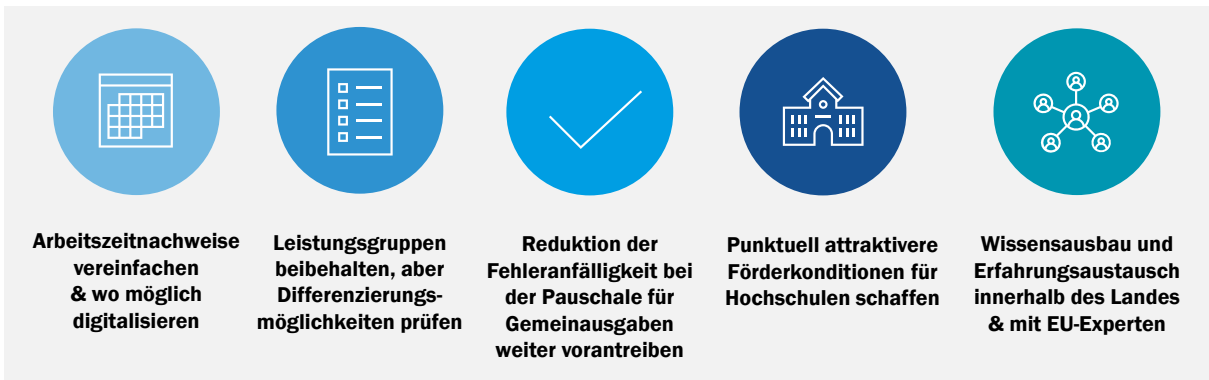 Arbeitszeitnachweise
vereinfachen
& wo möglich
digitalisieren
Leistungsgruppen
beibehalten, aber
Differenzierungs-
möglichkeiten prüfen
Reduktion der
Fehleranfälligkeit bei
der Pauschale für
Gemeinausgaben
weiter vorantreiben
Punktuell attraktivere
Förderkonditionen für
Hochschulen schaffen
Wissensausbau und
Erfahrungsaustausch
innerhalb des Landes
& mit EU-Experten